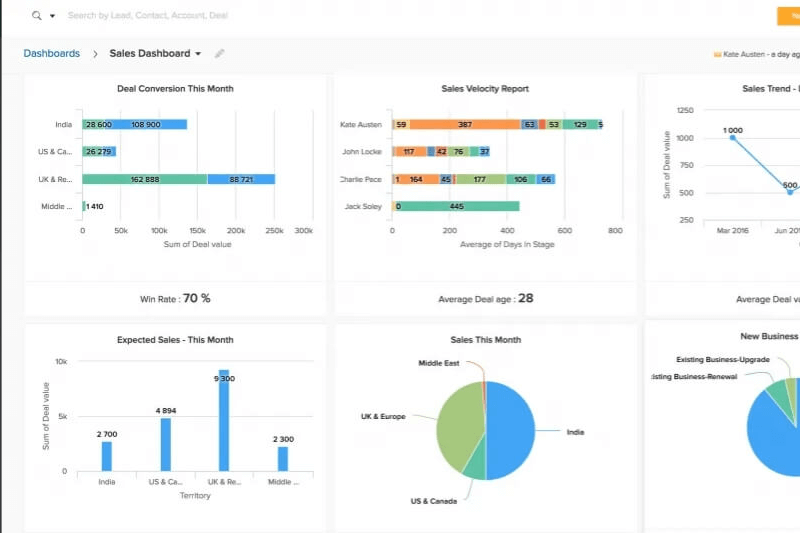 Search by Lead, Contact, Account, Deal
Dashboards > Sales Dashboard
Kate Austen - a day ag
Deal Conversion This Month
India
28 600
108 900
US & Ca...
26 279
UK & Re...
162 888
88 721
Middle ...
1 410
0
50k
100k
150k
200k
250k
300k
Sum of Deal value
Win Rate : 70 %
Sales Velocity Report
Kate Austen
59
387
63
53
129
5
John Locke
117
42
76
37
Charlie Pace
1
164
45
177
106
66
Jack Soley
0
445
0
200
400
600
800
Average of Days In Stage
Average Deal age : 28
Sales Trend -
1250
1000
750
500
250
Sum of Deal value
1 000
500
Mar 2016
Jun 201
Average Deal v
Expected Sales - This Month
10k
5k
0
Sum of Deal value
2 700
4 894
9 300
2 300
India
US & Ca...
UK & Re...
Middle ...
Territory
Sales This Month
Middle East
UK & Europe
India
US & Canada
New Business
Existing Business-Upgrade
isting Business-Renewal